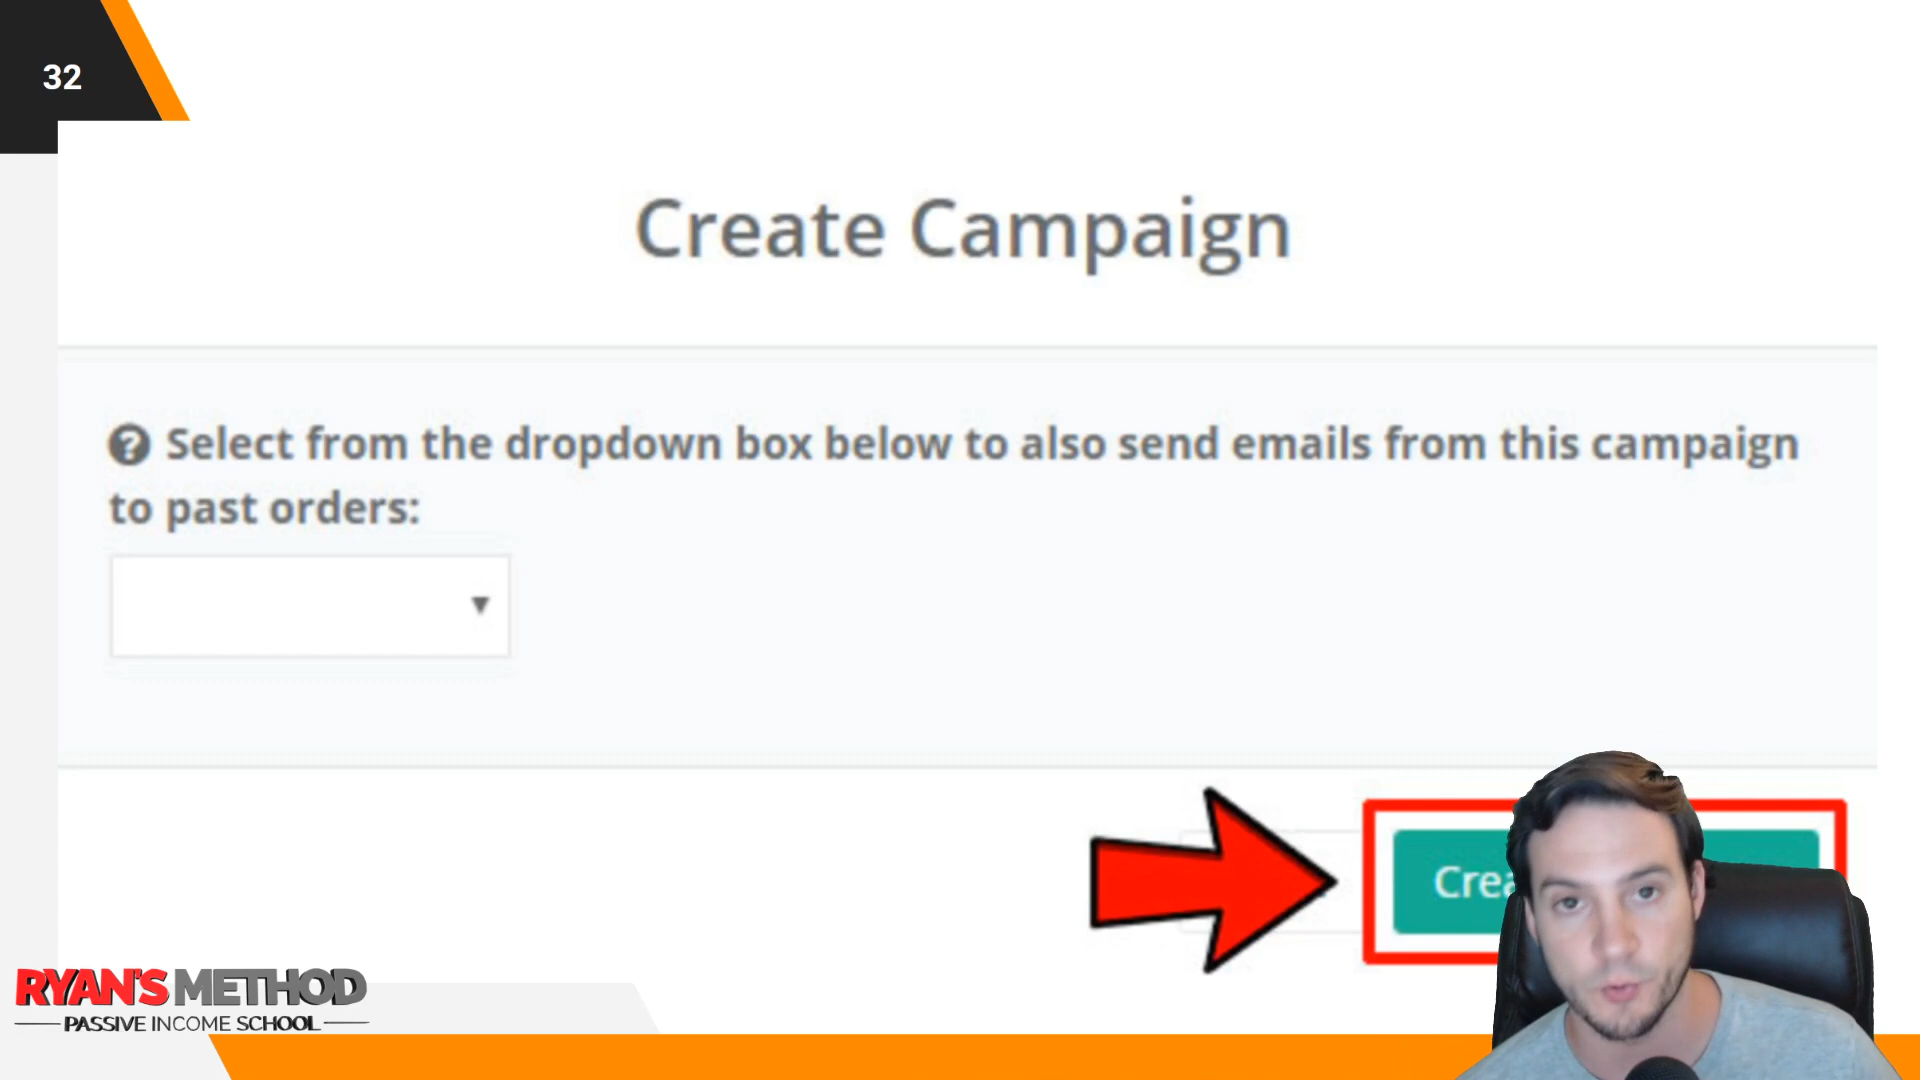 32
Create Campaign
Select from the dropdown box below to also send emails from this campaign
to past orders:
RYAN'S METHOD
PASSIVE INCOME SCHOOL